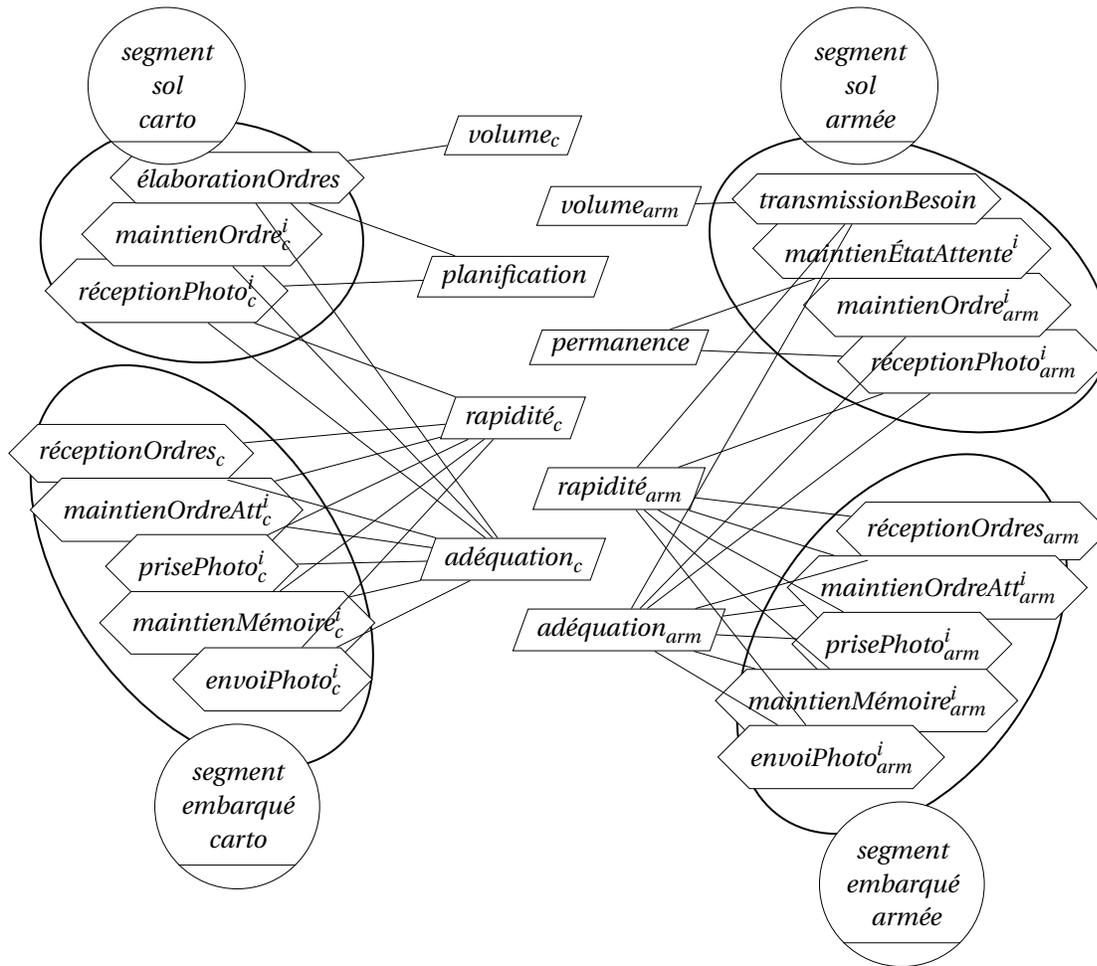 segment
sol
carto
segment
sol
armée
volume_c
élaborationOrdres
volume_arm
transmissionBesoin
maintienOrdre^i_c
maintienÉtatAttente^i
planification
réceptionPhoto^i_c
maintienOrdre^i_arm
permanence
réceptionPhoto^i_arm
rapidité_c
réceptionOrdres_c
rapidité_arm
maintienOrdreAtt^i_c
réceptionOrdres_arm
adéquation_c
prisePhoto^i_c
maintienOrdreAtt^i_arm
maintienMémoire^i_c
adéquation_arm
prisePhoto^i_arm
envoiPhoto^i_c
maintienMémoire^i_arm
envoiPhoto^i_arm
segment
embarqué
carto
segment
embarqué
armée